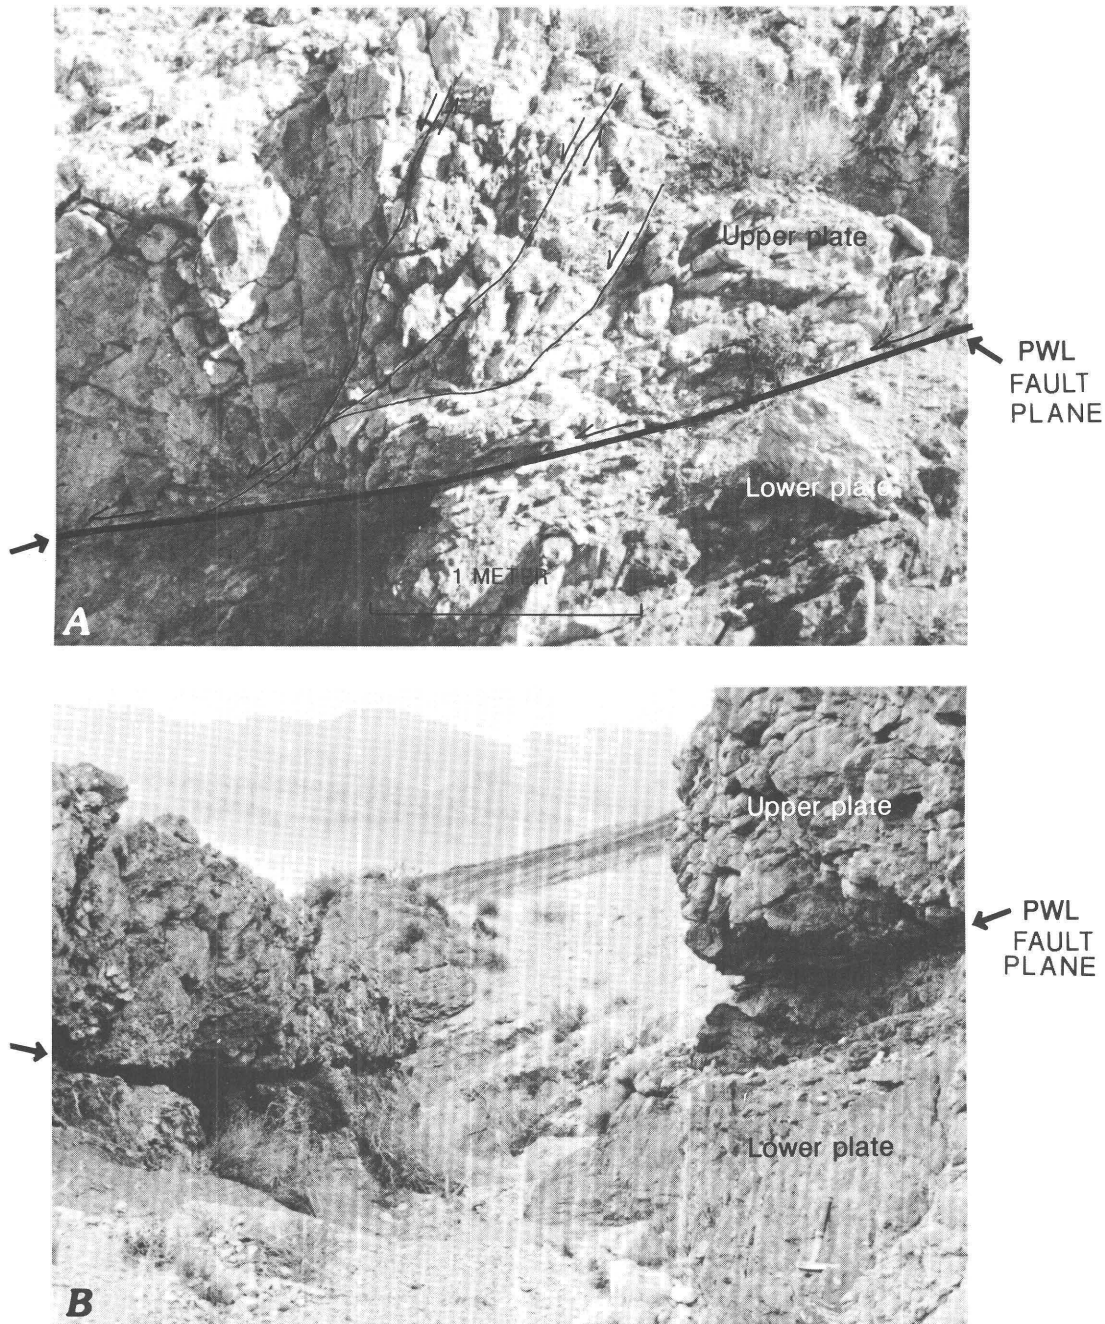 Upper plate
PWL
FAULT
PLANE
Lower plate
1 METER
A
Upper plate
PWL
FAULT
PLANE
Lower plate
B